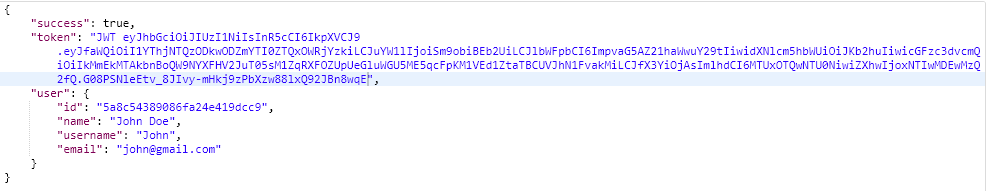 {
"success": true,
"token": "JWT eyJhbGciOiJIUzI1NiIsInR5cCI6IkpXVCJ9
.eyJfaWQiOiI1YThjNTQzODkwODZmYTI0ZTQxOWRjYzkiLCJuYW1lIjoiSm9obiBEb2UiLCJlbWFpbCI6ImpvaG5AZ21haWwuY29tIiwidXNlcm5hbWUiOiJKb2huIiwicGFzc3dvcmQ
iOiIkMmEkMTAkbnBoQW9NYXFHV2JuT05sM1ZqRXFOZUpUeGluWGU5ME5qcFpKM1VEd1ZtaTBCUVJhN1FvakMiLCJfX3YiOjAsImlhdCI6MTUxOTQwNTU0NiwiZXhwIjoxNTIwMDEwMzQ
2fQ.G08PSNleEtv_8JIvy-mHkj9zPbXzw88lxQ92JBn8wqE",
"user": {
"id": "5a8c54389086fa24e419dcc9",
"name": "John Doe",
"username": "John",
"email": "john@gmail.com"
}
}